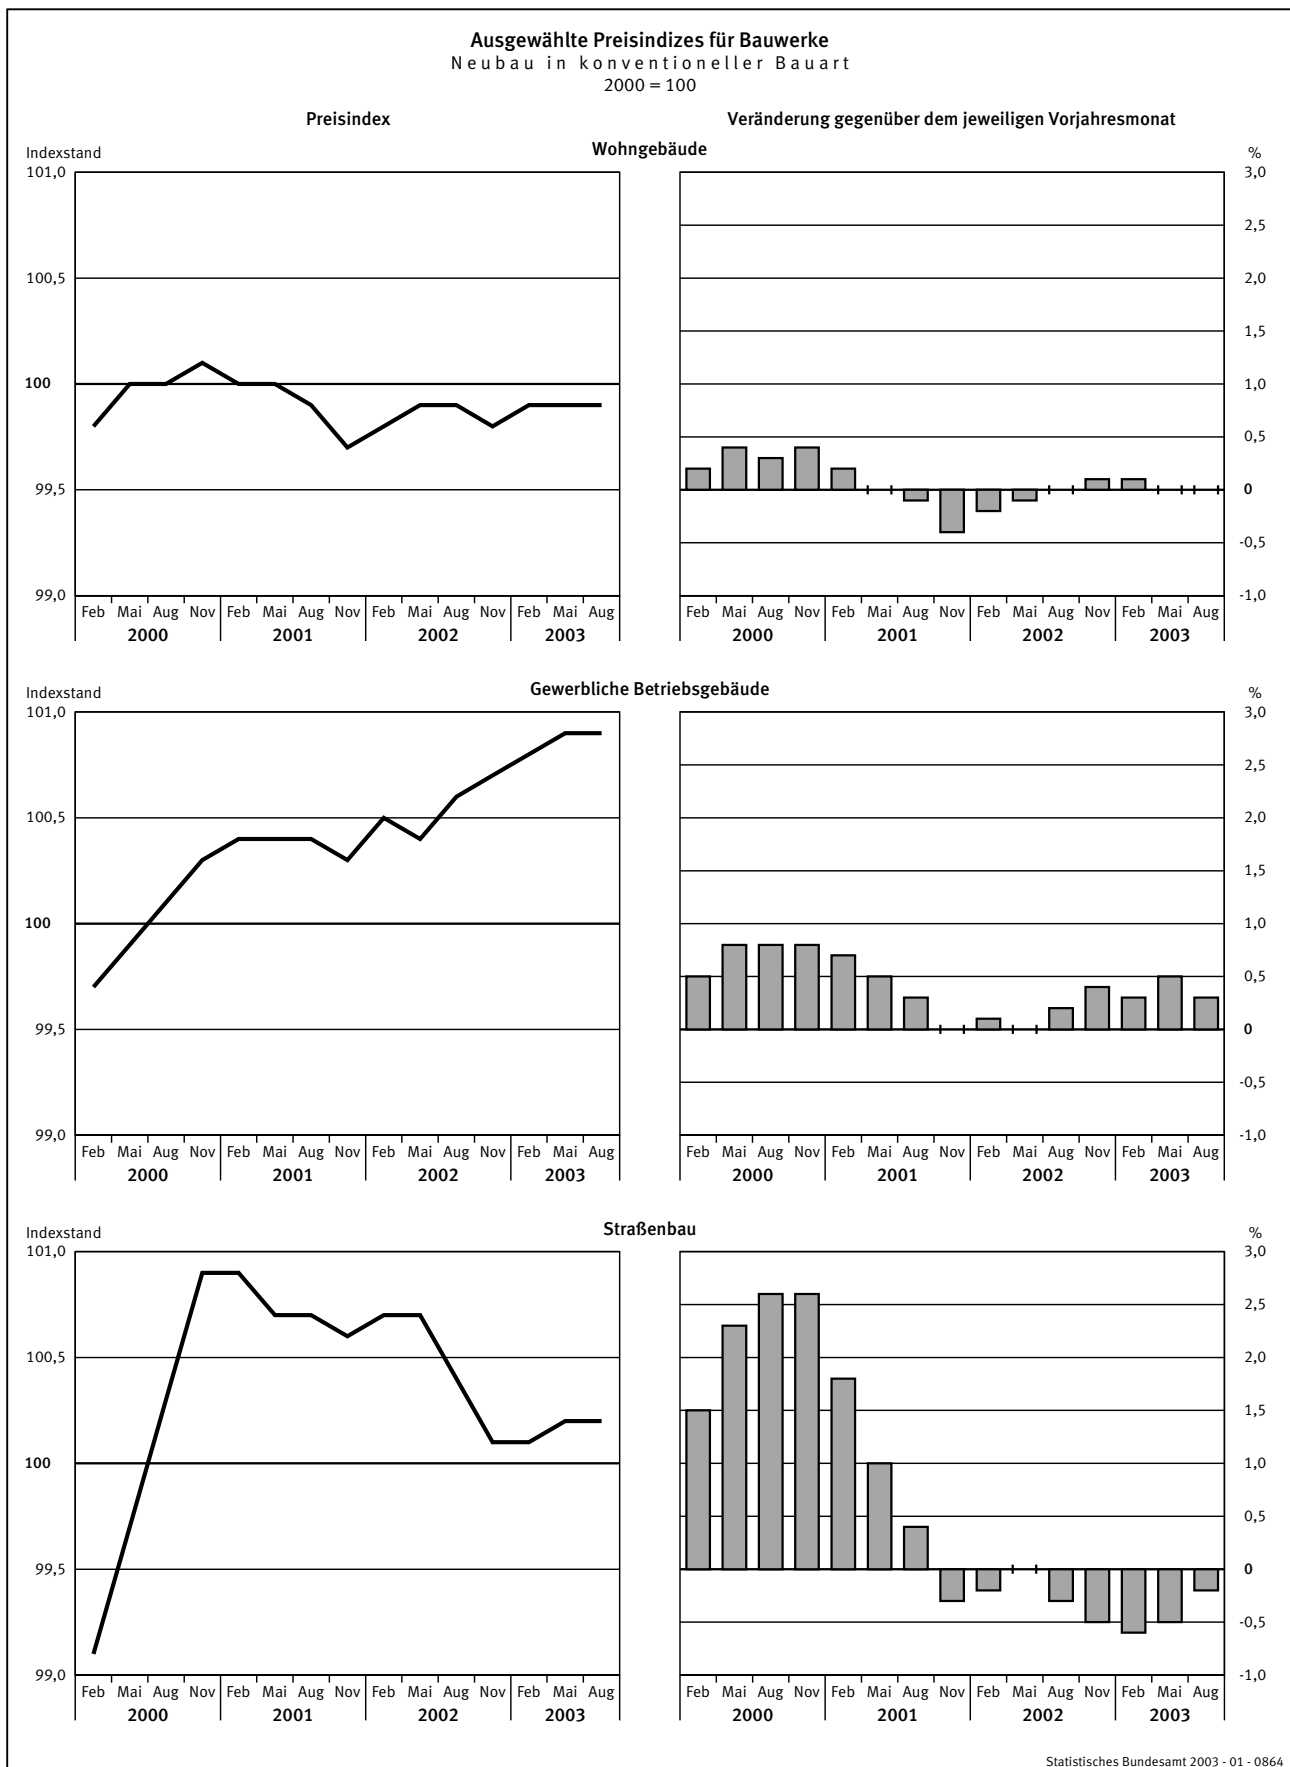 Ausgewählte Preisindizes für Bauwerke
Neubau in konventioneller Bauart
2000 = 100
Preisindex
Veränderung gegenüber dem jeweiligen Vorjahresmonat
Wohngebäude
Indexstand
101,0
100,5
100
99,5
99,0
Feb Mai Aug Nov Feb Mai Aug Nov Feb Mai Aug Nov Feb Mai Aug
2000 2001 2002 2003
%
3,0
2,5
2,0
1,5
1,0
0,5
0
-0,5
-1,0
Feb Mai Aug Nov Feb Mai Aug Nov Feb Mai Aug Nov Feb Mai Aug
2000 2001 2002 2003
Gewerbliche Betriebsgebäude
Indexstand
101,0
100,5
100
99,5
99,0
Feb Mai Aug Nov Feb Mai Aug Nov Feb Mai Aug Nov Feb Mai Aug
2000 2001 2002 2003
%
3,0
2,5
2,0
1,5
1,0
0,5
0
-0,5
-1,0
Feb Mai Aug Nov Feb Mai Aug Nov Feb Mai Aug Nov Feb Mai Aug
2000 2001 2002 2003
Straßenbau
Indexstand
101,0
100,5
100
99,5
99,0
Feb Mai Aug Nov Feb Mai Aug Nov Feb Mai Aug Nov Feb Mai Aug
2000 2001 2002 2003
%
3,0
2,5
2,0
1,5
1,0
0,5
0
-0,5
-1,0
Feb Mai Aug Nov Feb Mai Aug Nov Feb Mai Aug Nov Feb Mai Aug
2000 2001 2002 2003
Statistisches Bundesamt 2003 - 01 - 0864